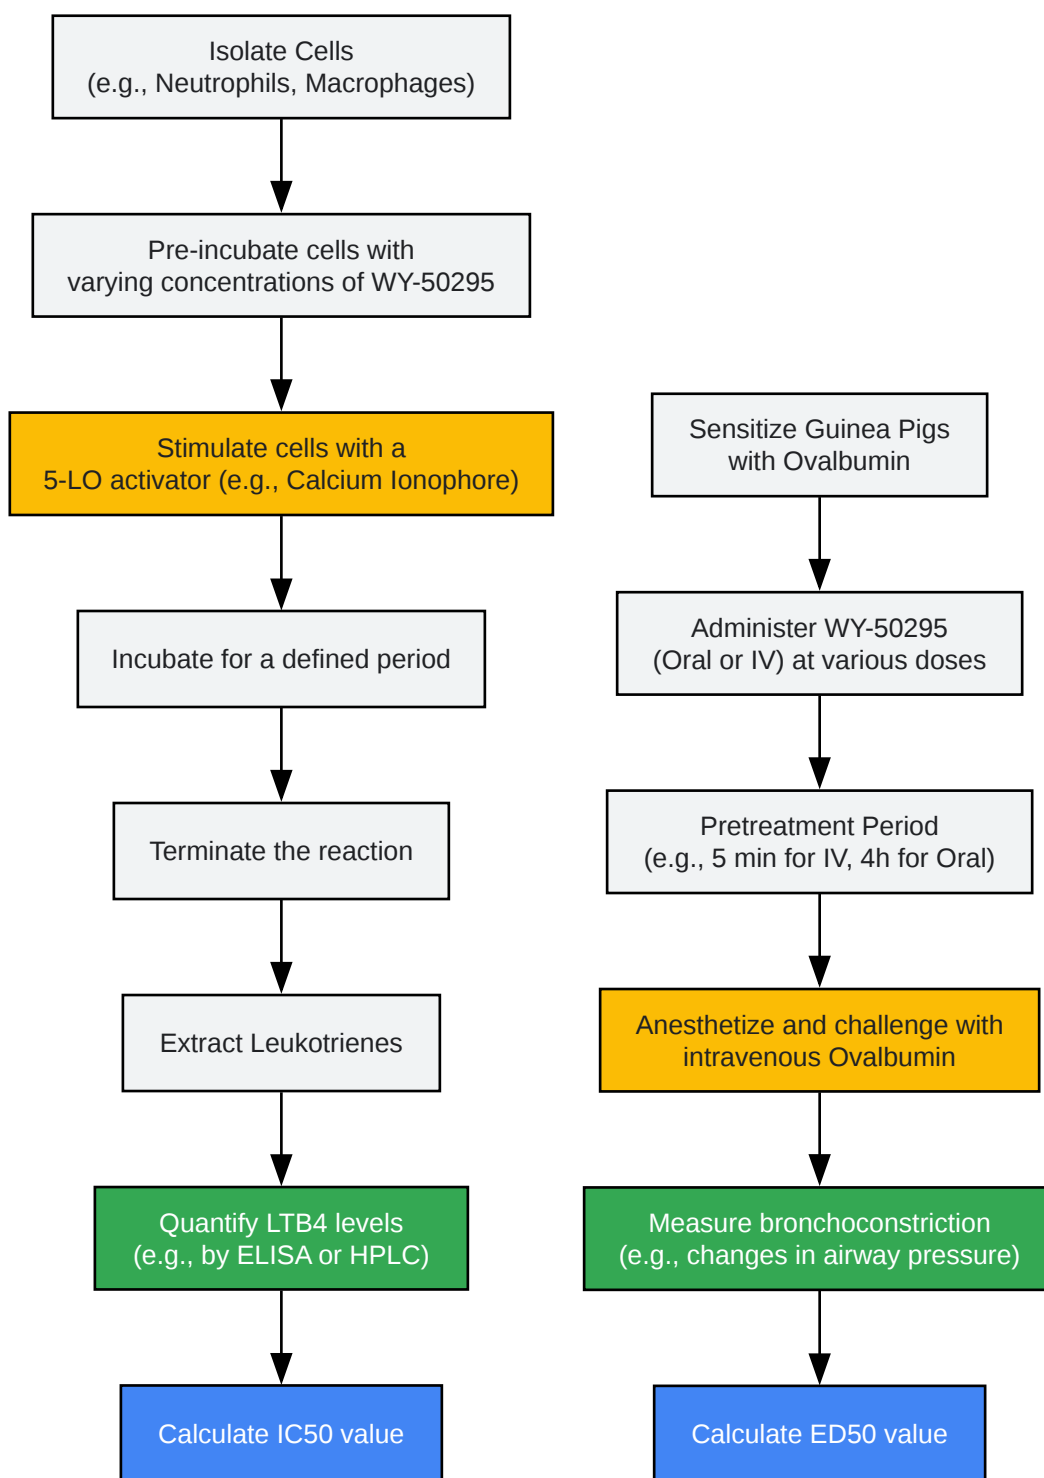 Isolate Cells
(e.g., Neutrophils, Macrophages)
Pre-incubate cells with
varying concentrations of WY-50295
Stimulate cells with a
5-LO activator (e.g., Calcium Ionophore)
Incubate for a defined period
Terminate the reaction
Extract Leukotrienes
Quantify LTB4 levels
(e.g., by ELISA or HPLC)
Calculate IC50 value
Sensitize Guinea Pigs
with Ovalbumin
Administer WY-50295
(Oral or IV) at various doses
Pretreatment Period
(e.g., 5 min for IV, 4h for Oral)
Anesthetize and challenge with
intravenous Ovalbumin
Measure bronchoconstriction
(e.g., changes in airway pressure)
Calculate ED50 value